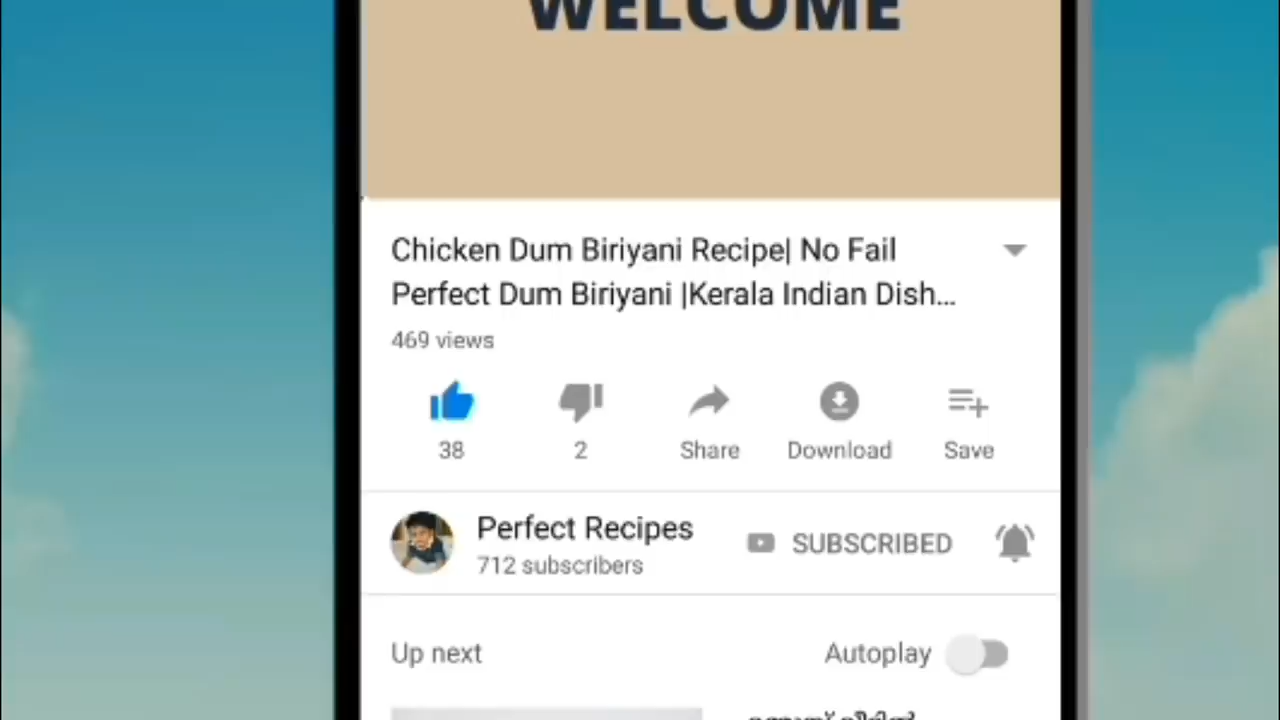 WELCOME
Chicken Dum Biriyani Recipe| No Fail
Perfect Dum Biriyani |Kerala Indian Dish...
469 views
38
2
Share
Download
Save
Perfect Recipes
712 subscribers
SUBSCRIBED
Up next
Autoplay